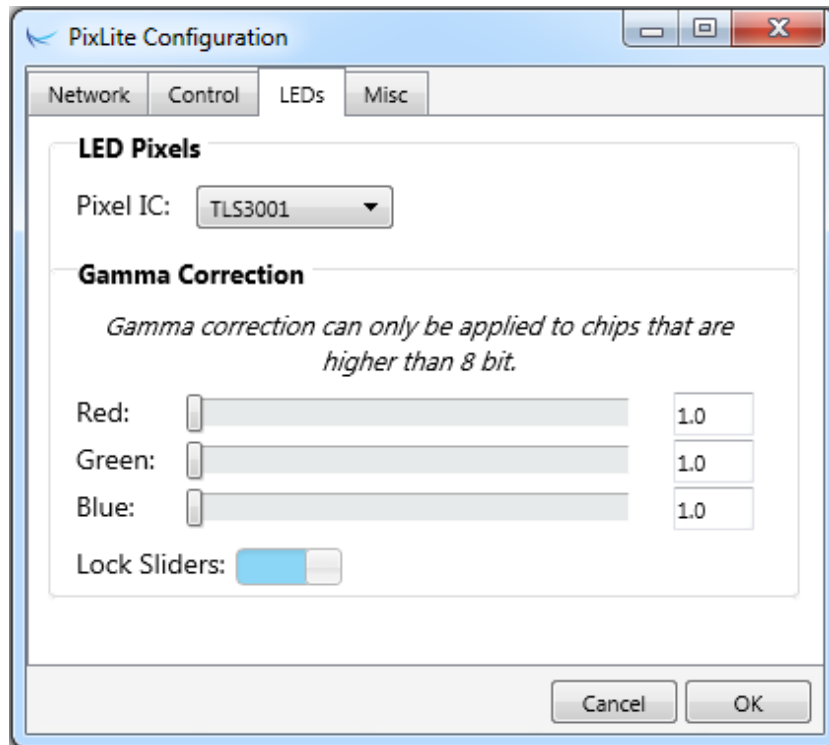 PixLite Configuration
Network Control LEDs Misc
LED Pixels
Pixel IC: TLS3001
Gamma Correction
Gamma correction can only be applied to chips that are
higher than 8 bit.
Red: 1.0
Green: 1.0
Blue: 1.0
Lock Sliders:
Cancel OK